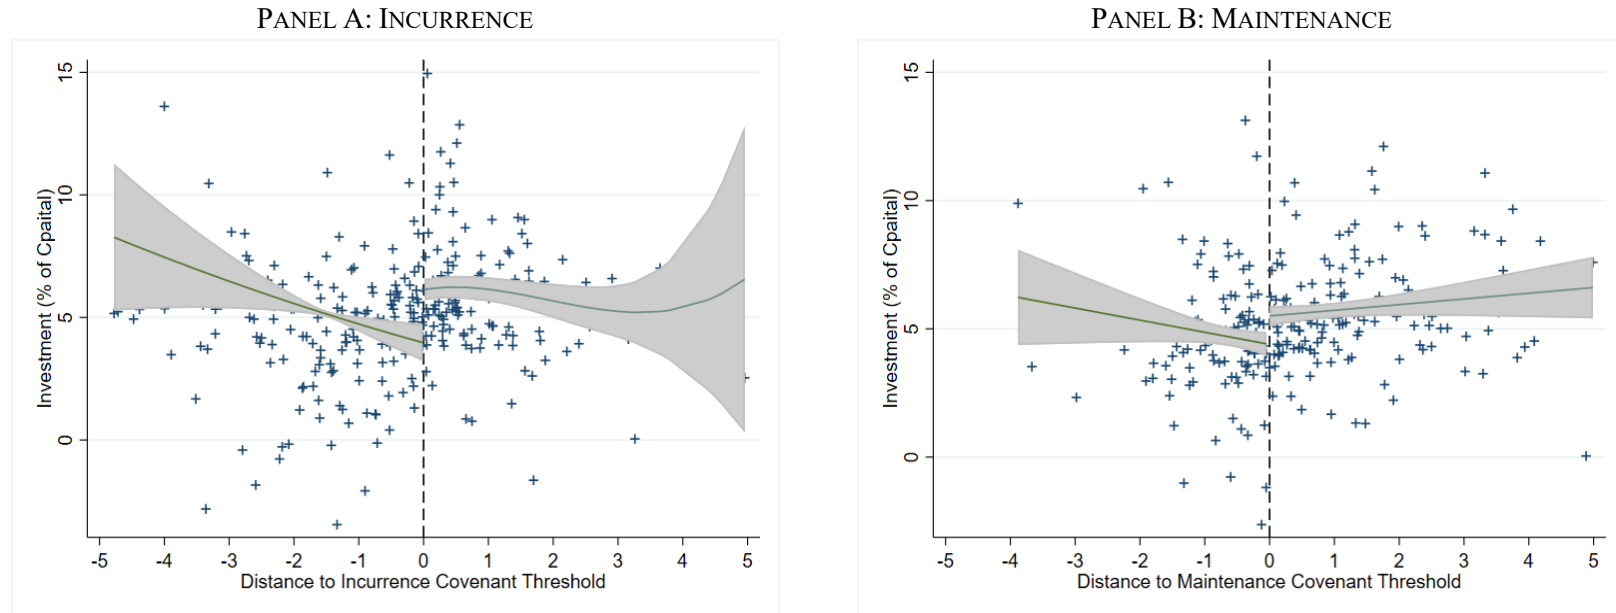 PANEL A: INCURRENCE
15
10
5
0
Investment (% of Cpaital)
-5 -4 -3 -2 -1 0 1 2 3 4 5
Distance to Incurrence Covenant Threshold
PANEL B: MAINTENANCE
15
10
5
0
Investment (% of Cpaital)
-5 -4 -3 -2 -1 0 1 2 3 4 5
Distance to Maintenance Covenant Threshold